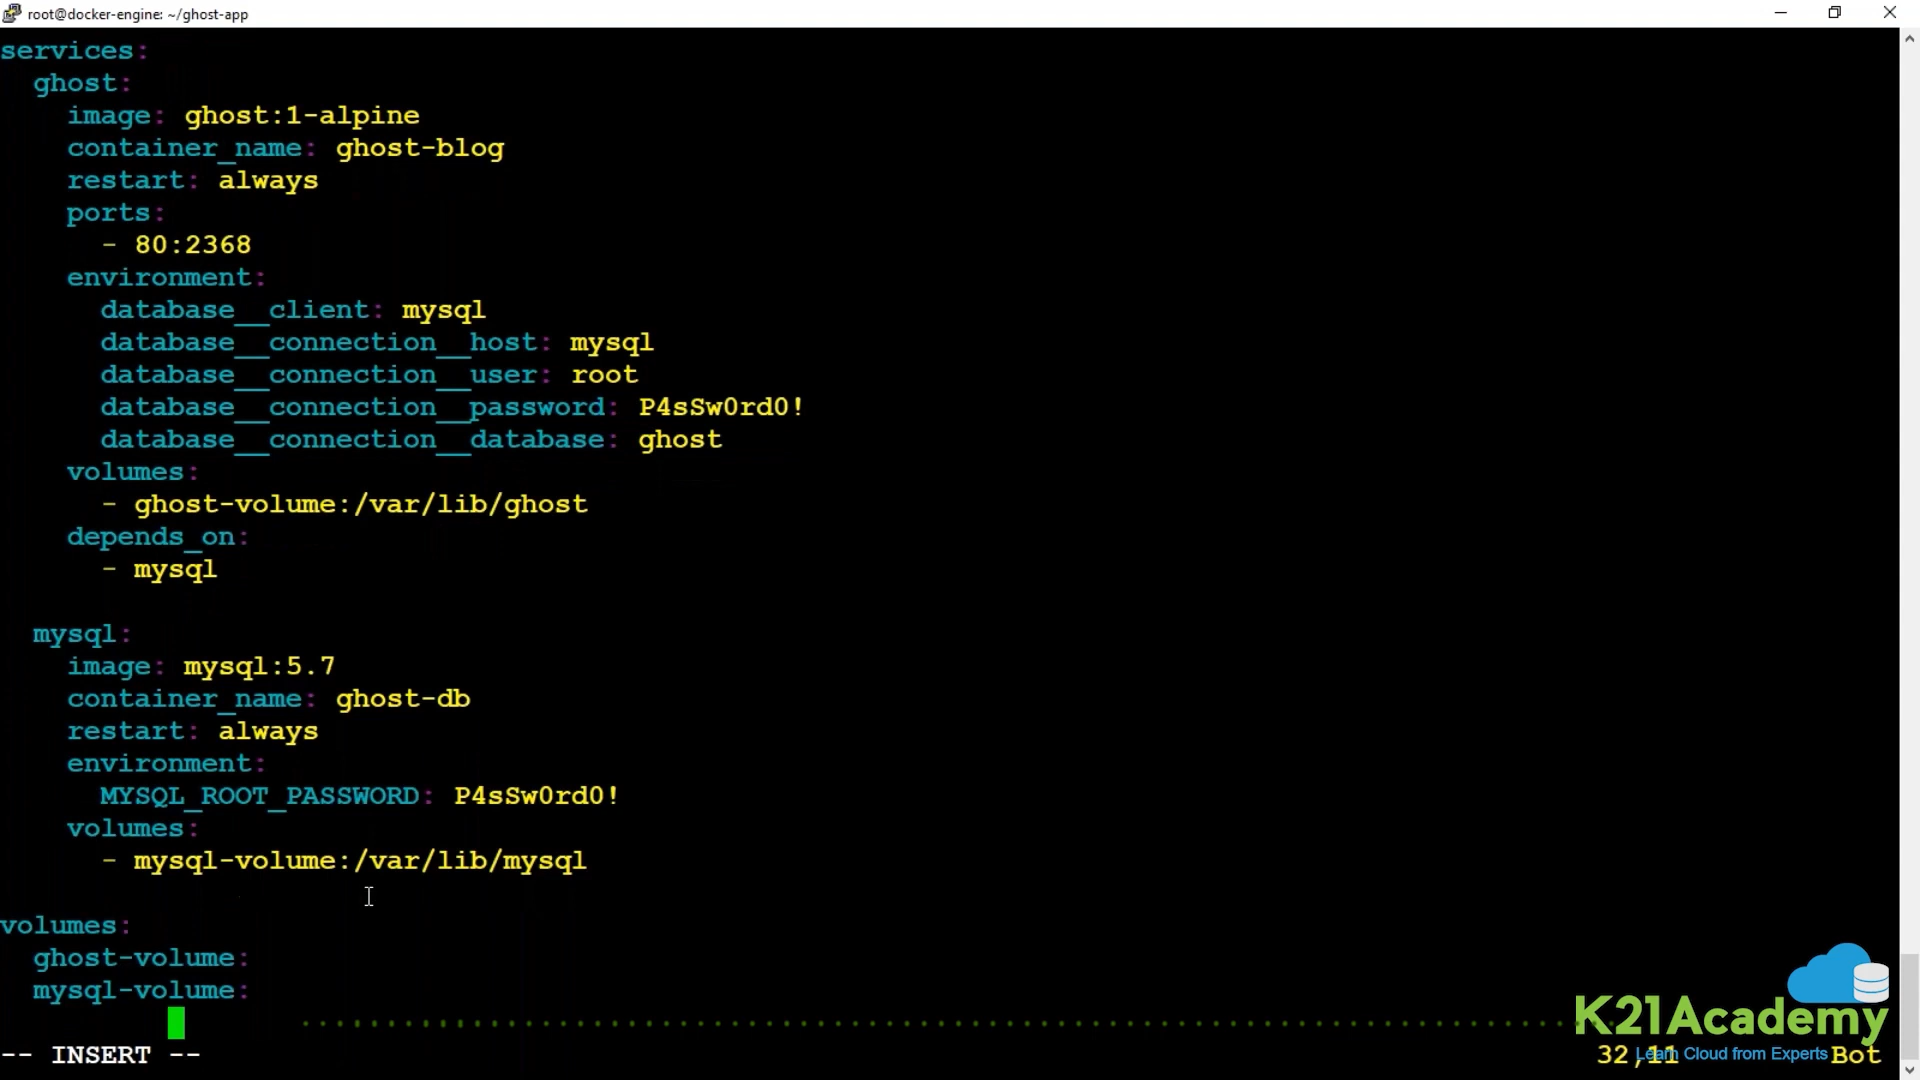 root@docker-engine: ~/ghost-app
services:
  ghost:
    image: ghost:1-alpine
    container_name: ghost-blog
    restart: always
    ports:
      - 80:2368
    environment:
      database__client: mysql
      database__connection__host: mysql
      database__connection__user: root
      database__connection__password: P4sSw0rd0!
      database__connection__database: ghost
    volumes:
      - ghost-volume:/var/lib/ghost
    depends_on:
      - mysql

  mysql:
    image: mysql:5.7
    container_name: ghost-db
    restart: always
    environment:
      MYSQL_ROOT_PASSWORD: P4sSw0rd0!
    volumes:
      - mysql-volume:/var/lib/mysql

volumes:
  ghost-volume:
  mysql-volume:
K21Academy
Learn Cloud from Experts
-- INSERT -- 32,11 Bot